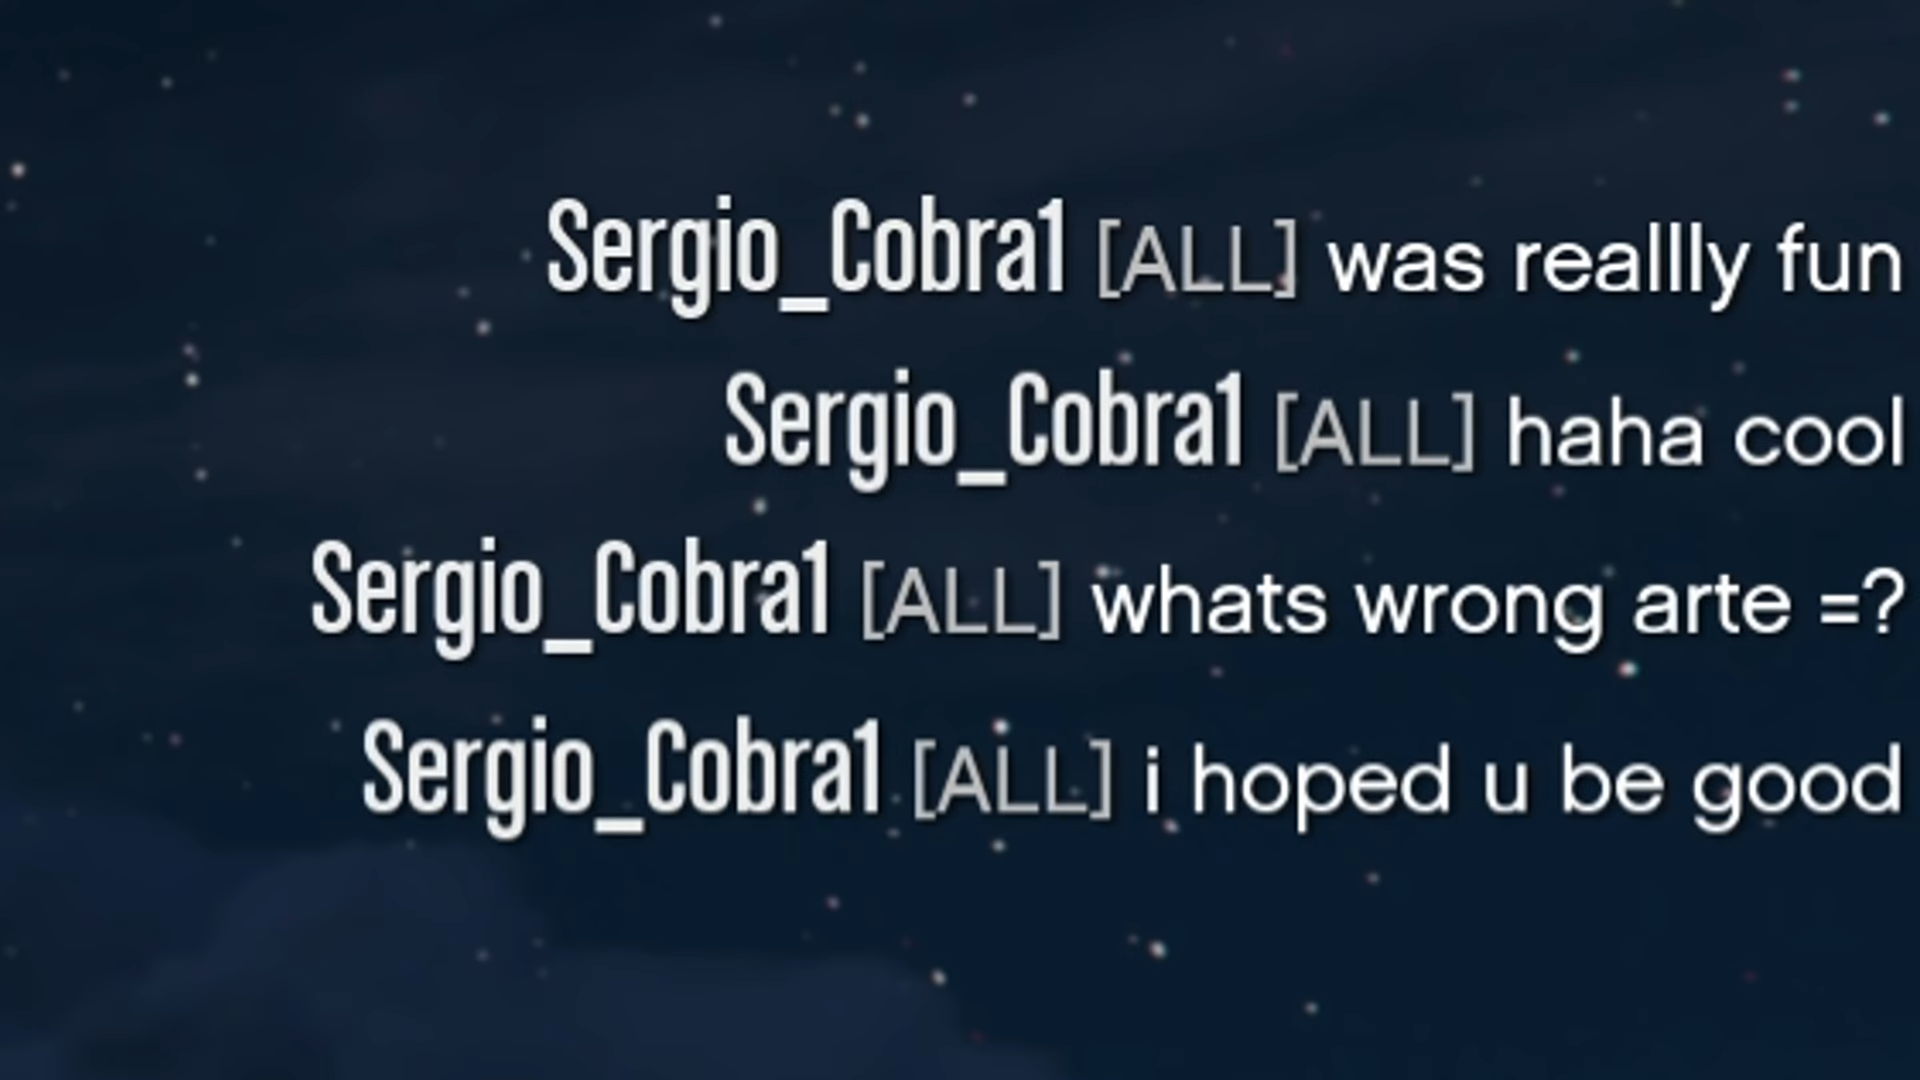 Sergio_Cobra1 [ALL] was reallly fun
Sergio_Cobra1 [ALL] haha cool
Sergio_Cobra1 [ALL] whats wrong arte =?
Sergio_Cobra1 [ALL] i hoped u be good